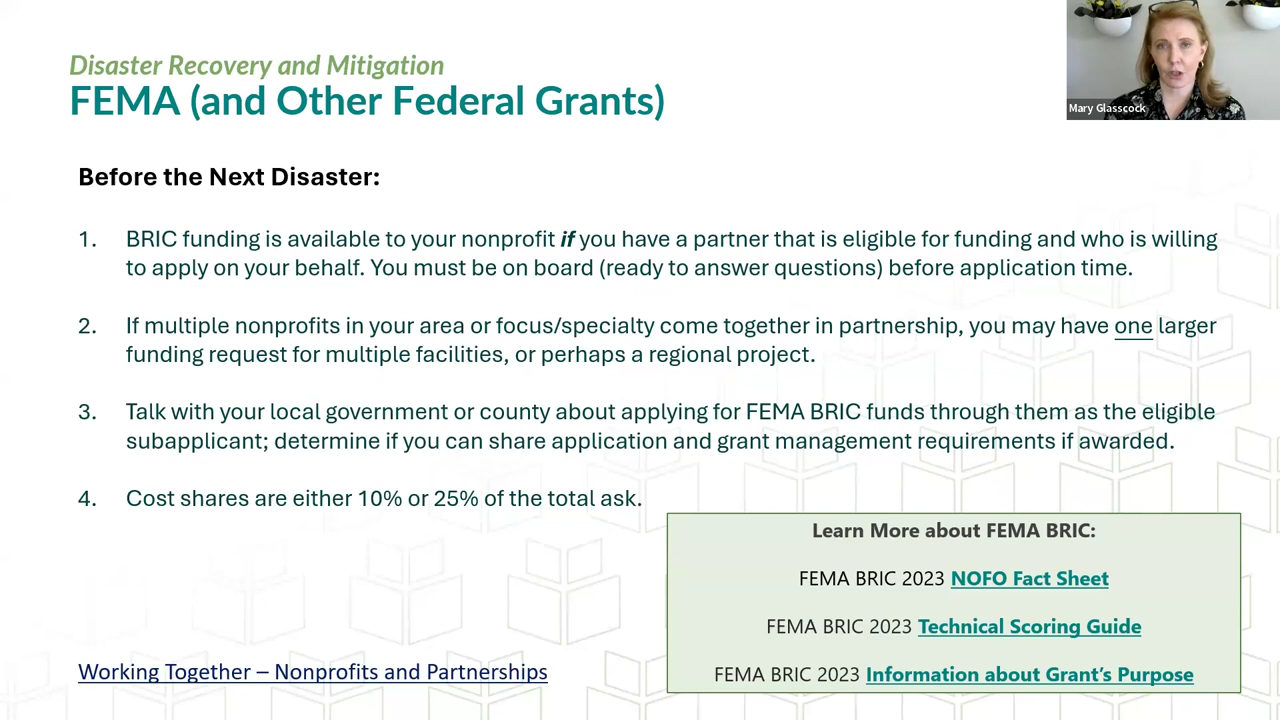 Disaster Recovery and Mitigation
FEMA (and Other Federal Grants)
Mary Glasscock
Before the Next Disaster:
1. BRIC funding is available to your nonprofit if you have a partner that is eligible for funding and who is willing
to apply on your behalf. You must be on board (ready to answer questions) before application time.
2. If multiple nonprofits in your area or focus/specialty come together in partnership, you may have one larger
funding request for multiple facilities, or perhaps a regional project.
3. Talk with your local government or county about applying for FEMA BRIC funds through them as the eligible
subapplicant; determine if you can share application and grant management requirements if awarded.
4. Cost shares are either 10% or 25% of the total ask.
Learn More about FEMA BRIC:
FEMA BRIC 2023 NOFO Fact Sheet
FEMA BRIC 2023 Technical Scoring Guide
FEMA BRIC 2023 Information about Grant's Purpose
Working Together – Nonprofits and Partnerships